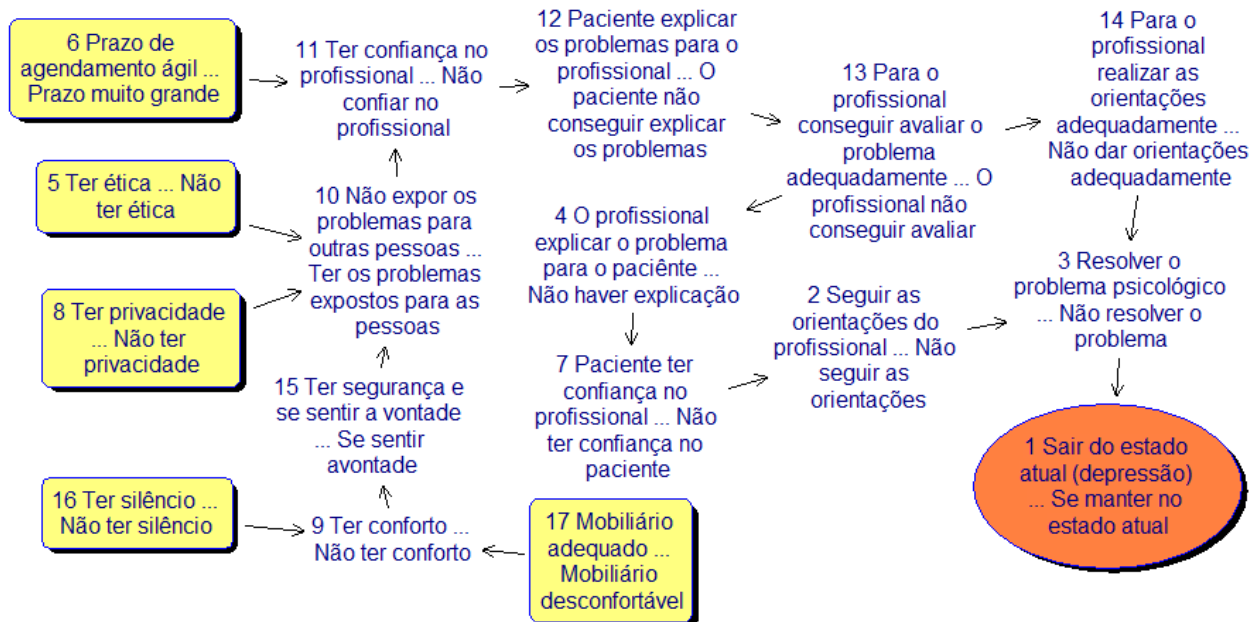 6 Prazo de
agendamento ágil ...
Prazo muito grande
11 Ter confiança no
profissional ... Não
confiar no
profissional
12 Paciente explicar
os problemas para o
profissional ... O
paciente não
conseguir explicar
os problemas
13 Para o
profissional
conseguir avaliar o
problema
adequadamente ... O
profissional não
conseguir avaliar
14 Para o
profissional
realizar as
orientações
adequadamente ...
Não dar orientações
adequadamente
5 Ter ética ... Não
ter ética
10 Não expor os
problemas para
outras pessoas ...
Ter os problemas
expostos para as
pessoas
4 O profissional
explicar o problema
para o paciênte ...
Não haver explicação
3 Resolver o
problema psicológico
... Não resolver o
problema
8 Ter privacidade
... Não ter
privacidade
2 Seguir as
orientações do
profissional ... Não
seguir as
orientações
7 Paciente ter
confiança no
profissional ... Não
ter confiança no
paciente
15 Ter segurança e
se sentir a vontade
... Se sentir
avontade
1 Sair do estado
atual (depressão)
... Se manter no
estado atual
16 Ter silêncio ...
Não ter silêncio
9 Ter conforto ...
Não ter conforto
17 Mobiliário
adequado ...
Mobiliário
desconfortável